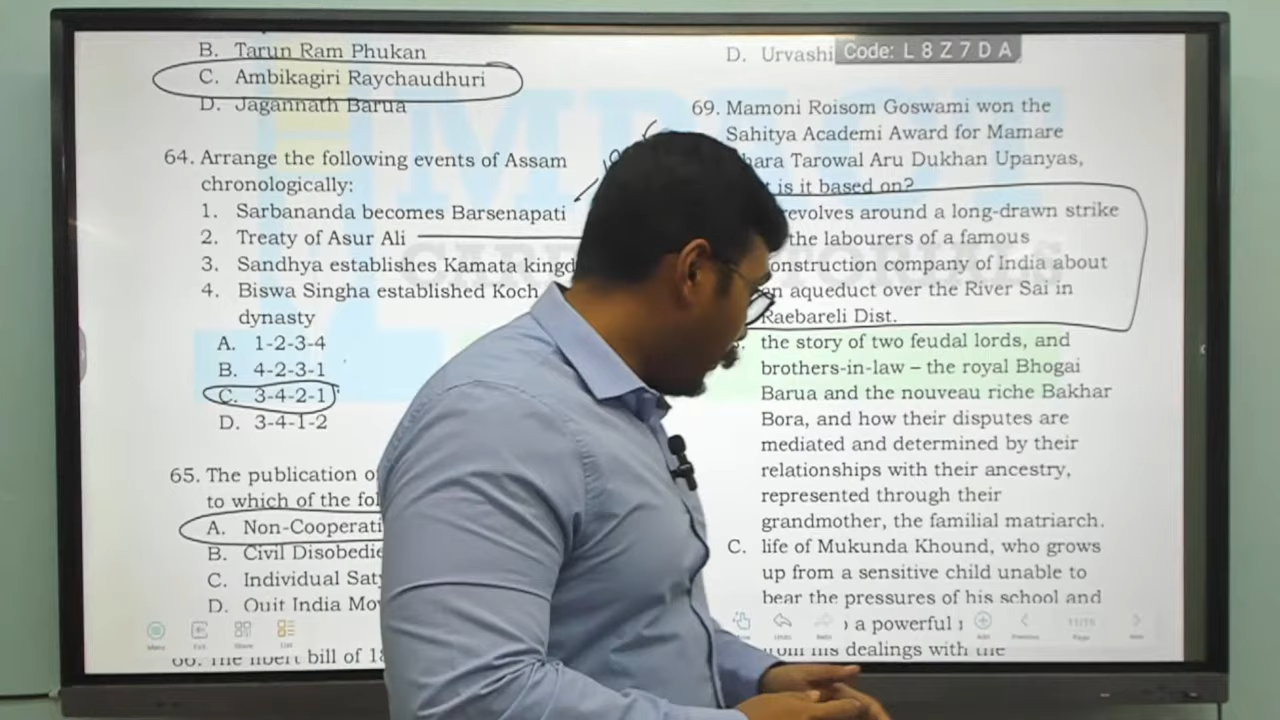 B. Tarun Ram Phukan
C. Ambikagiri Raychaudhuri
D. Jagannath Barua
64. Arrange the following events of Assam
chronologically:
1. Sarbananda becomes Barsenapati
2. Treaty of Asur Ali
3. Sandhya establishes Kamata kingd
4. Biswa Singha established Koch
dynasty
A. 1-2-3-4
B. 4-2-3-1
C. 3-4-2-1
D. 3-4-1-2
65. The publication o
to which of the fol
A. Non-Cooperati
B. Civil Disobedie
C. Individual Saty
D. Quit India Mo
bill of 18
D. Urvashi
Code: L 8 Z 7 D A
69. Mamoni Roisom Goswami won the
Sahitya Academi Award for Mamare
hara Tarowal Aru Dukhan Upanyas,
t is it based on?
revolves around a long-drawn strike
the labourers of a famous
onstruction company of India about
an aqueduct over the River Sai in
Raebareli Dist.
the story of two feudal lords, and
brothers-in-law – the royal Bhogai
Barua and the nouveau riche Bakhar
Bora, and how their disputes are
mediated and determined by their
relationships with their ancestry,
represented through their
grandmother, the familial matriarch.
C. life of Mukunda Khound, who grows
up from a sensitive child unable to
bear the pressures of his school and
a powerful
his dealings with the